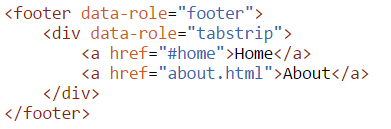 <footer data-role="footer">
    <div data-role="tabstrip">
        <a href="#home">Home</a>
        <a href="about.html">About</a>
    </div>
</footer>